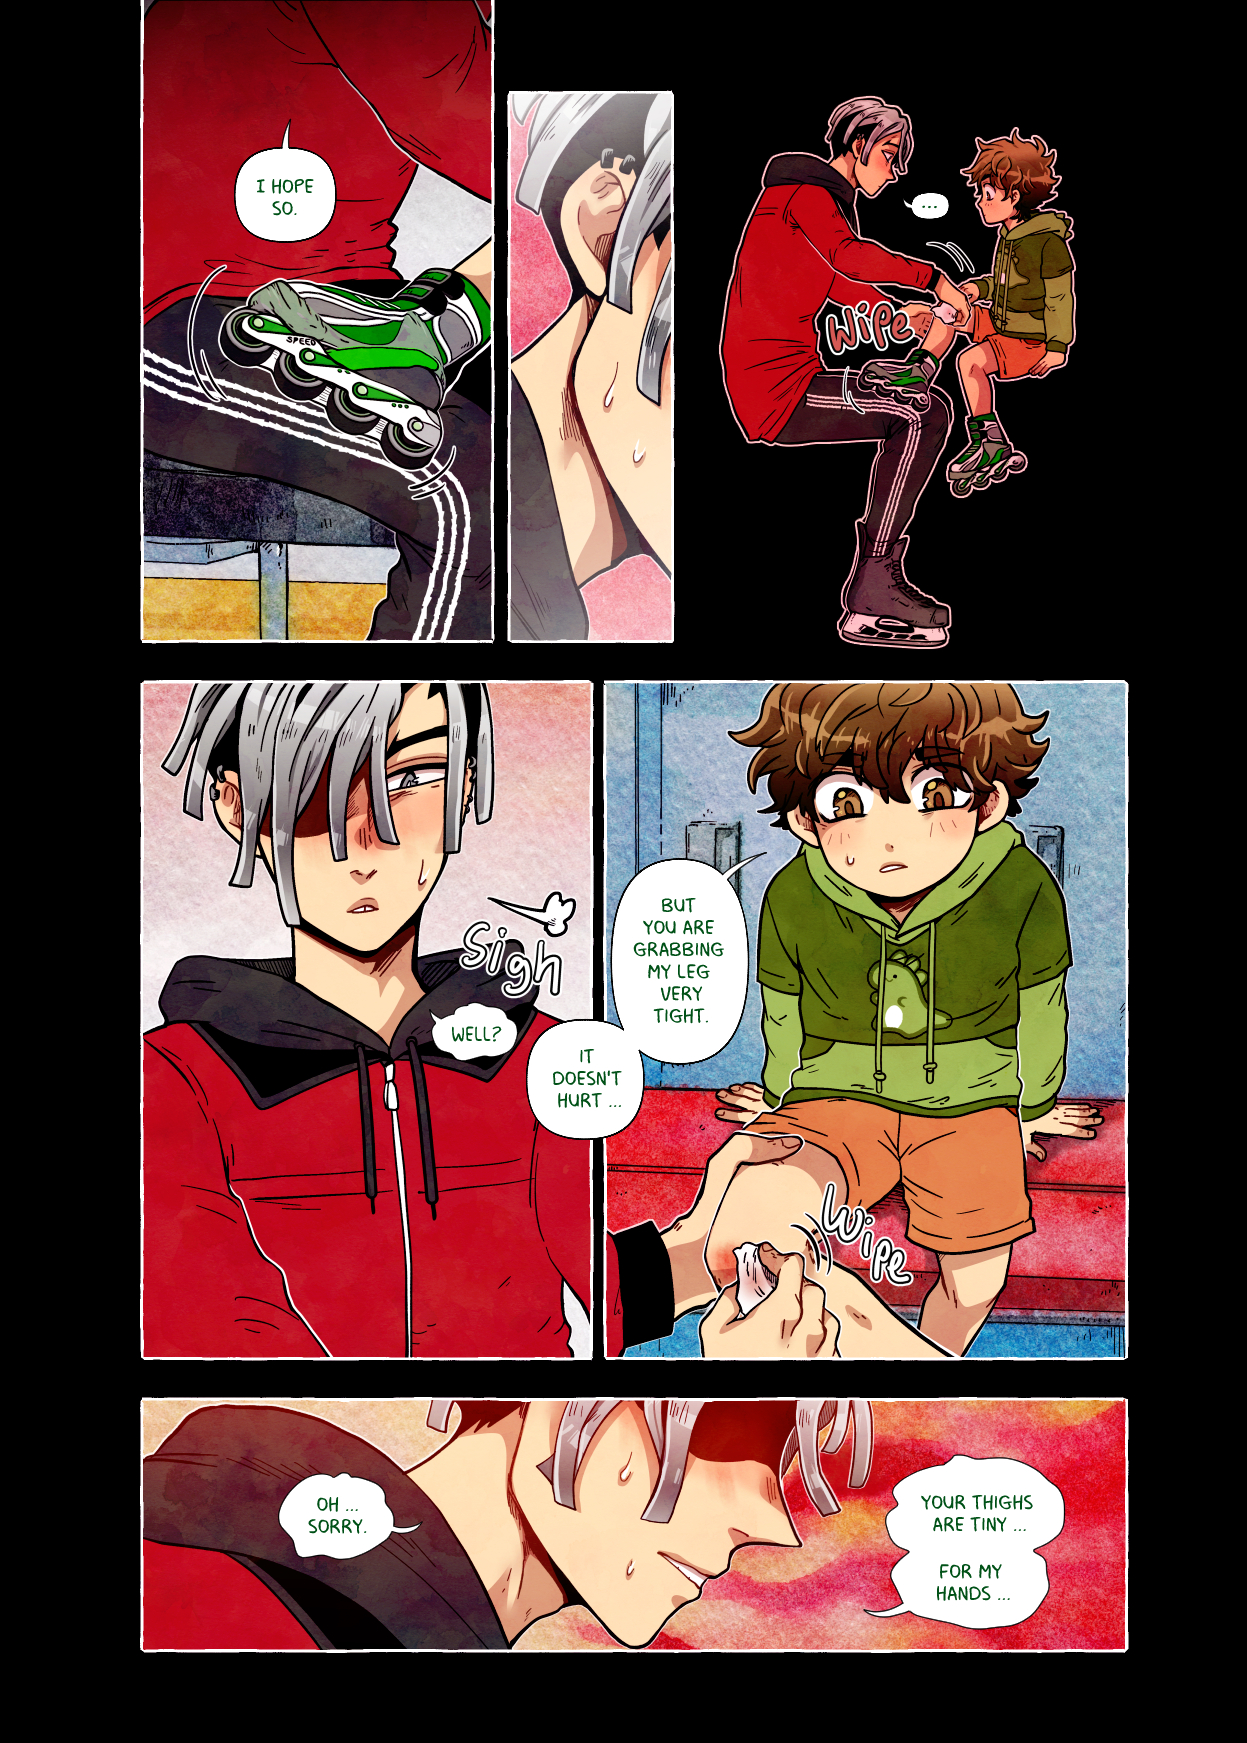 I HOPE
SO.
SPEED
...
Wipe
Sigh
WELL?
IT
DOESN'T
HURT ...
BUT
YOU ARE
GRABBING
MY LEG
VERY
TIGHT.
Wipe
OH ...
SORRY.
YOUR THIGHS
ARE TINY ...
FOR MY
HANDS ...